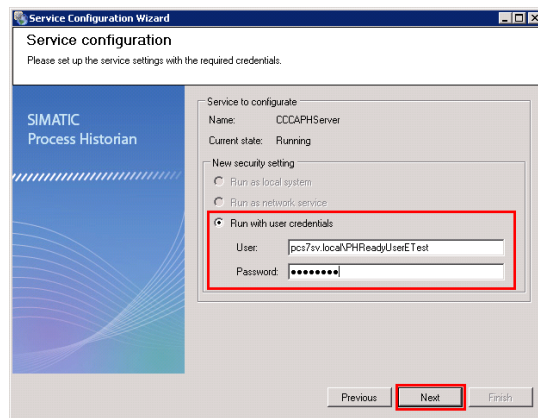 Service Configuration Wizard
Service configuration
Please set up the service settings with the required credentials.
SIMATIC
Process Historian
Service to configurate
Name: CCCAPHServer
Current state: Running
New security setting
Run as local system
Run as network service
Run with user credentials
User: pcs7sv.local\PHReadyUserETest
Password: ●●●●●●●●
Previous Next Finish